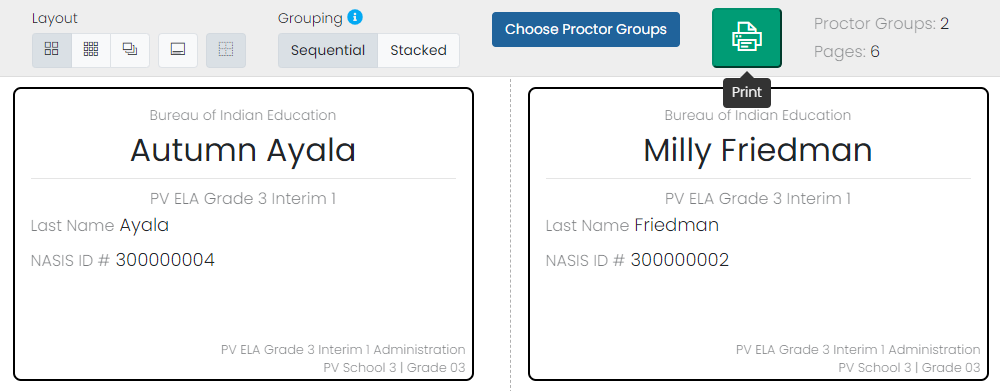 Layout
Grouping
Sequential
Stacked
Choose Proctor Groups
Print
Proctor Groups: 2
Pages: 6
Bureau of Indian Education
Autumn Ayala
PV ELA Grade 3 Interim 1
Last Name Ayala
NASIS ID # 300000004
PV ELA Grade 3 Interim 1 Administration
PV School 3 | Grade 03
Bureau of Indian Education
Milly Friedman
PV ELA Grade 3 Interim 1
Last Name Friedman
NASIS ID # 300000002
PV ELA Grade 3 Interim 1 Administration
PV School 3 | Grade 03